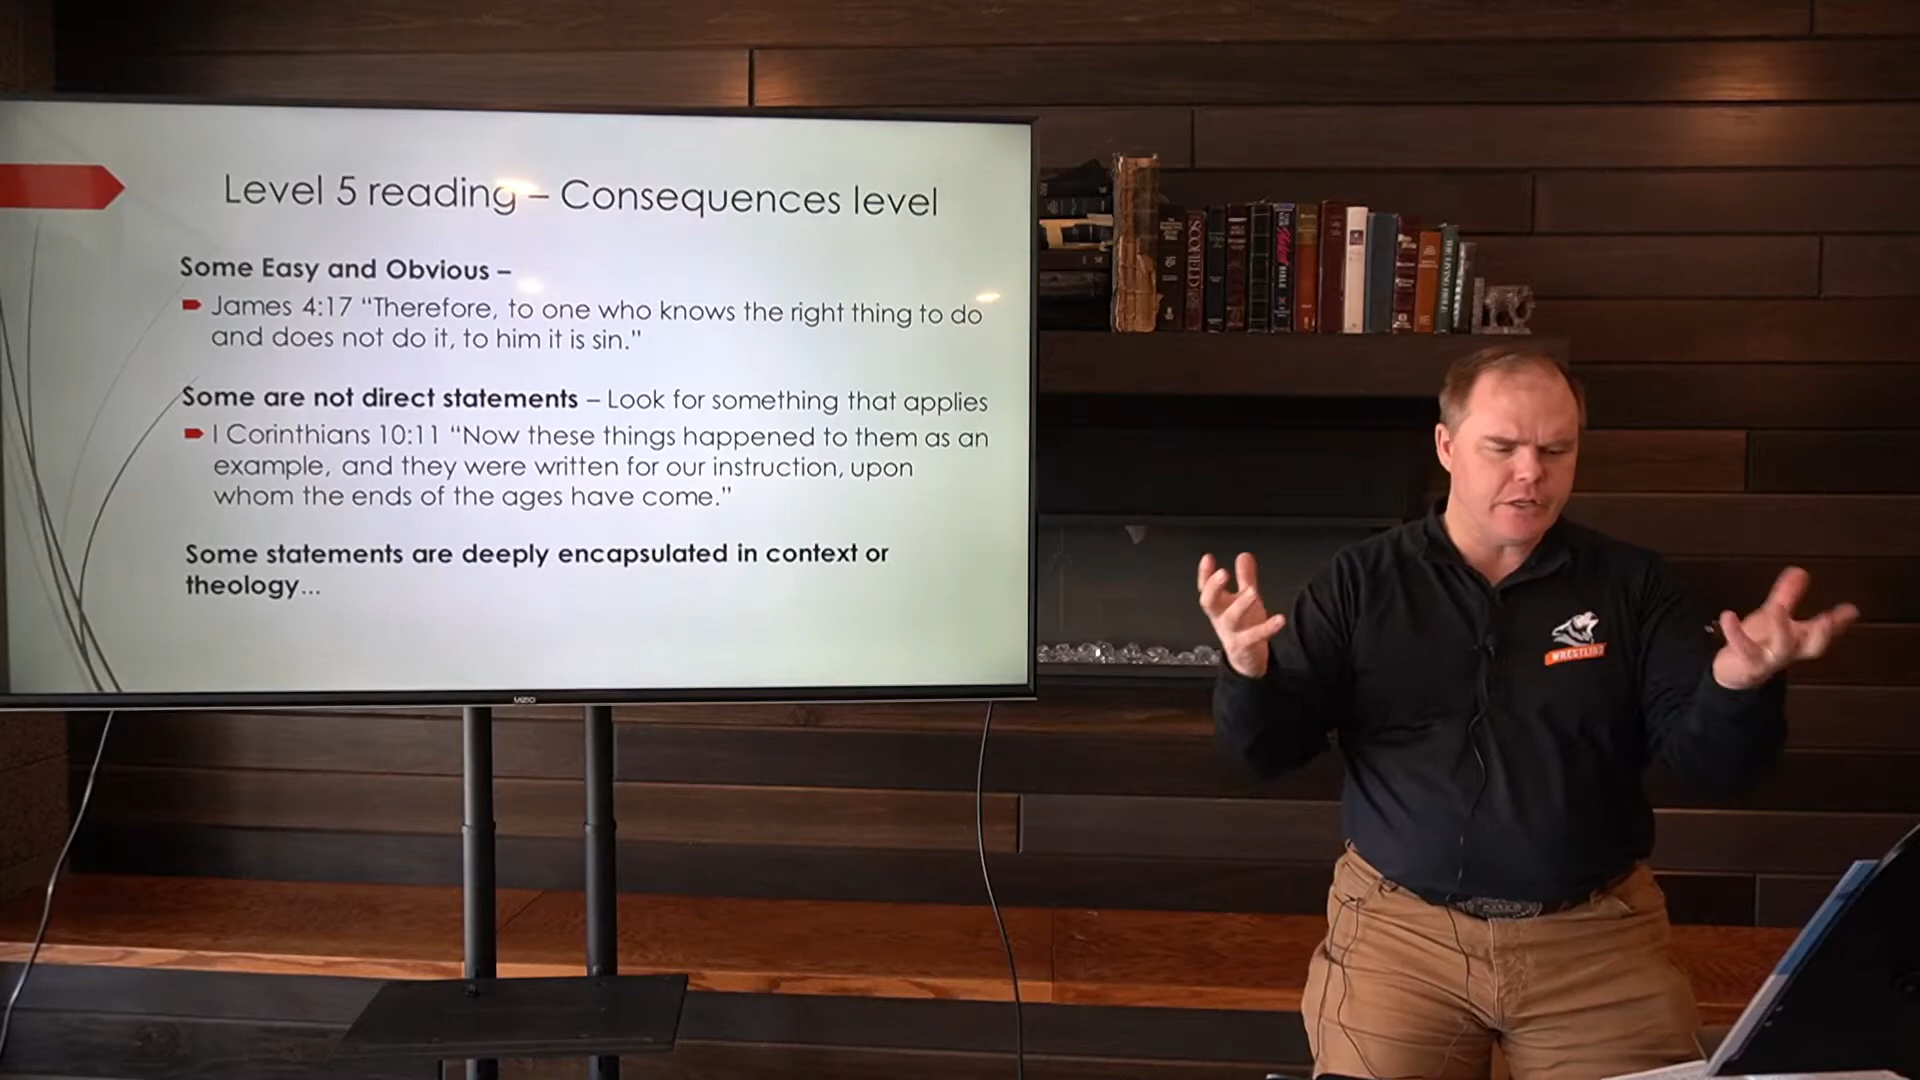 Level 5 reading – Consequences level
Some Easy and Obvious –
James 4:17 “Therefore, to one who knows the right thing to do
and does not do it, to him it is sin.”
Some are not direct statements – Look for something that applies
I Corinthians 10:11 “Now these things happened to them as an
example, and they were written for our instruction, upon
whom the ends of the ages have come.”
Some statements are deeply encapsulated in context or
theology...
SCOFIELD
BIBLE
WRESTLING